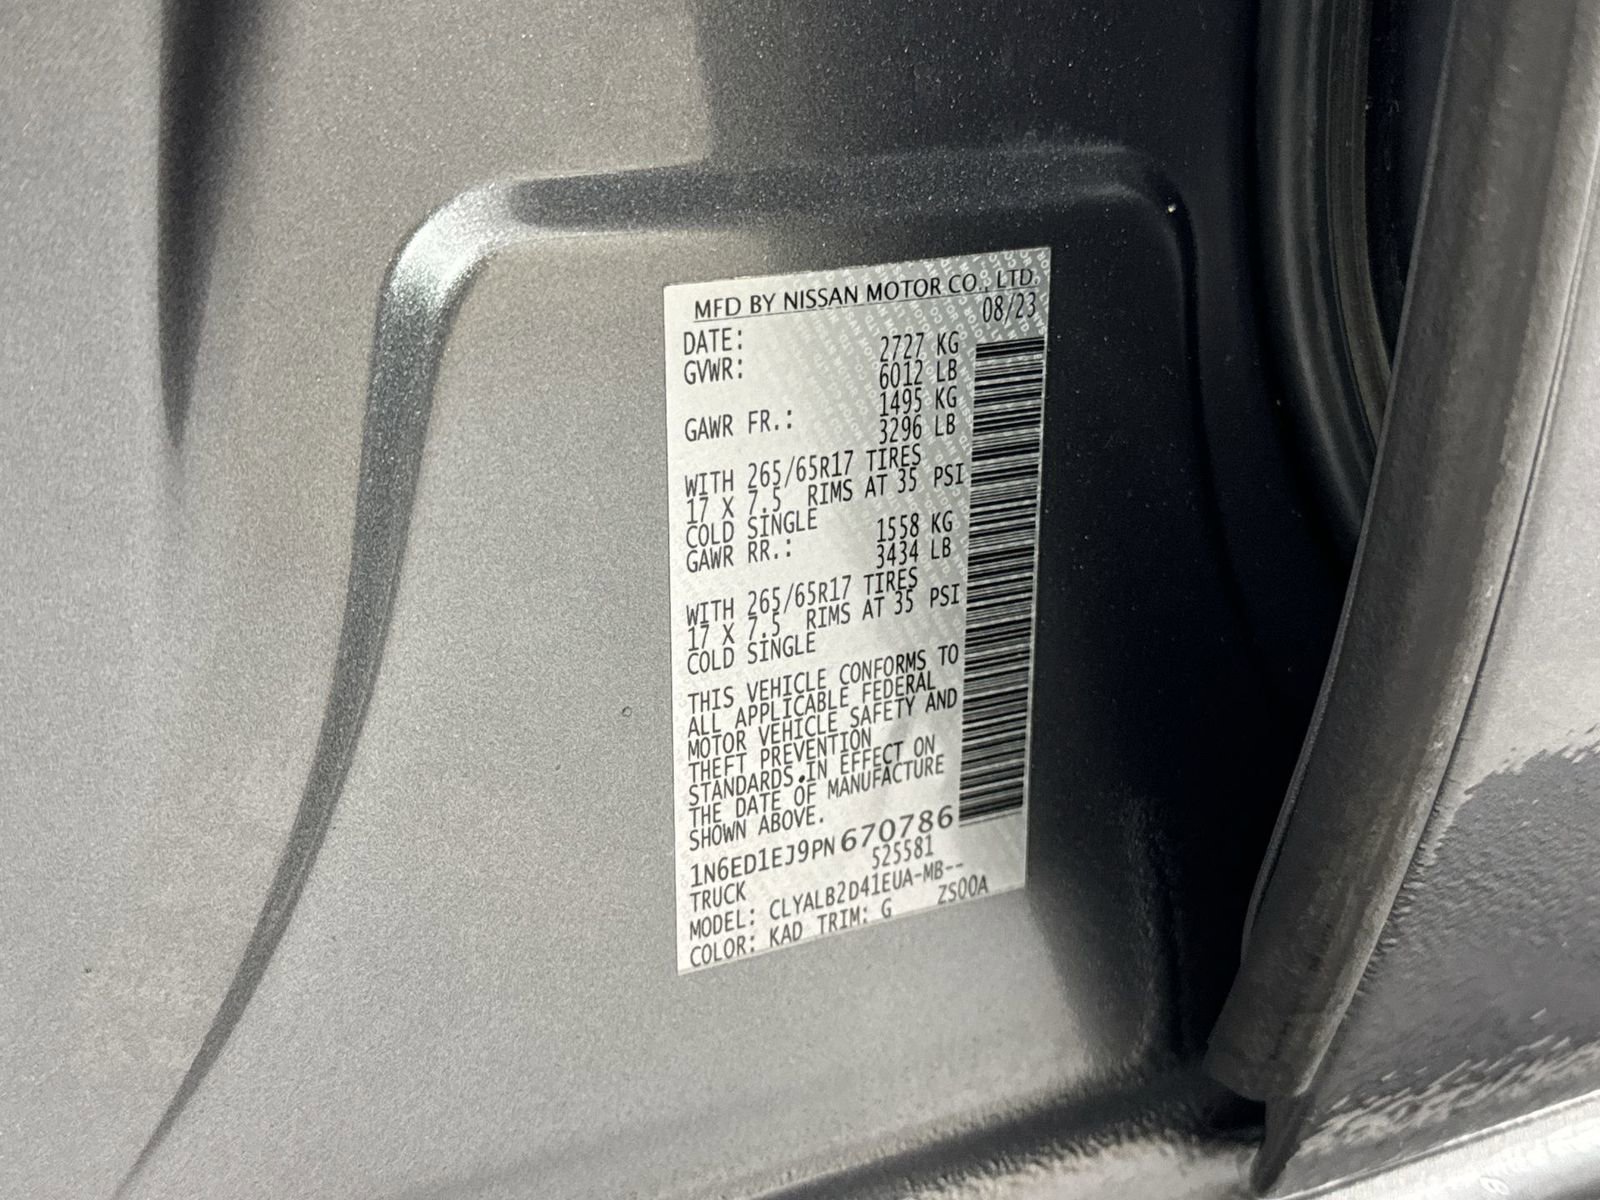 MFD BY NISSAN MOTOR CO., LTD.
DATE: 08/23
GVWR: 2727 KG
6012 LB
GAWR FR.: 1495 KG
3296 LB
WITH 265/65R17 TIRES
17 X 7.5 RIMS AT 35 PSI
COLD SINGLE
GAWR RR.: 1558 KG
3434 LB
WITH 265/65R17 TIRES
17 X 7.5 RIMS AT 35 PSI
COLD SINGLE
THIS VEHICLE CONFORMS TO
ALL APPLICABLE FEDERAL
MOTOR VEHICLE SAFETY AND
THEFT PREVENTION
STANDARDS IN EFFECT ON
THE DATE OF MANUFACTURE
SHOWN ABOVE.
1N6ED1EJ9PN670786
TRUCK 525581
MODEL: CLYALB2D41EUA-MB--
COLOR: KAD TRIM: G ZS00A